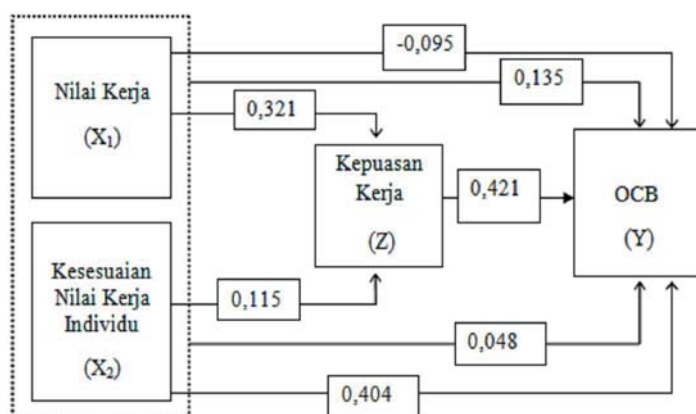 -0,095
0,135
Nilai Kerja
(X₁)
0,321
Kepuasan
Kerja
(Z)
0,421
OCB
(Y)
Kesesuaian
Nilai Kerja
Individu
(X₂)
0,115
0,048
0,404